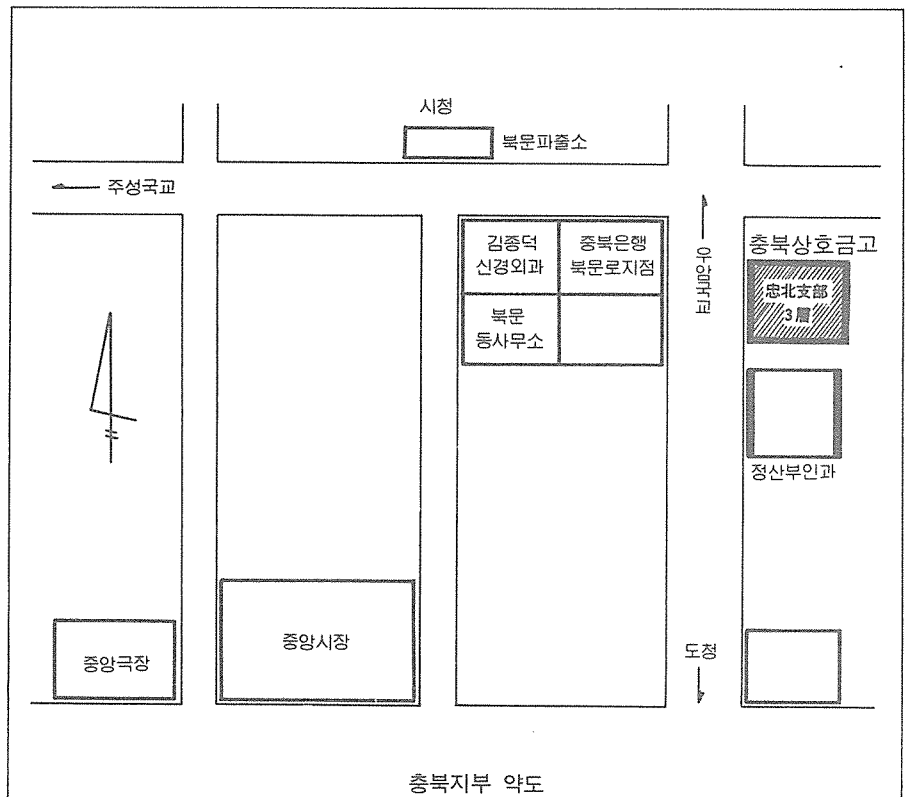 시청
북문파출소
주성국교
김종덕
신경외과
중북은행
북문로지점
우암국교
충북상호금고
忠北支部
3層
북문
동사무소
정산부인과
중앙극장
중앙시장
도청
충북지부 약도